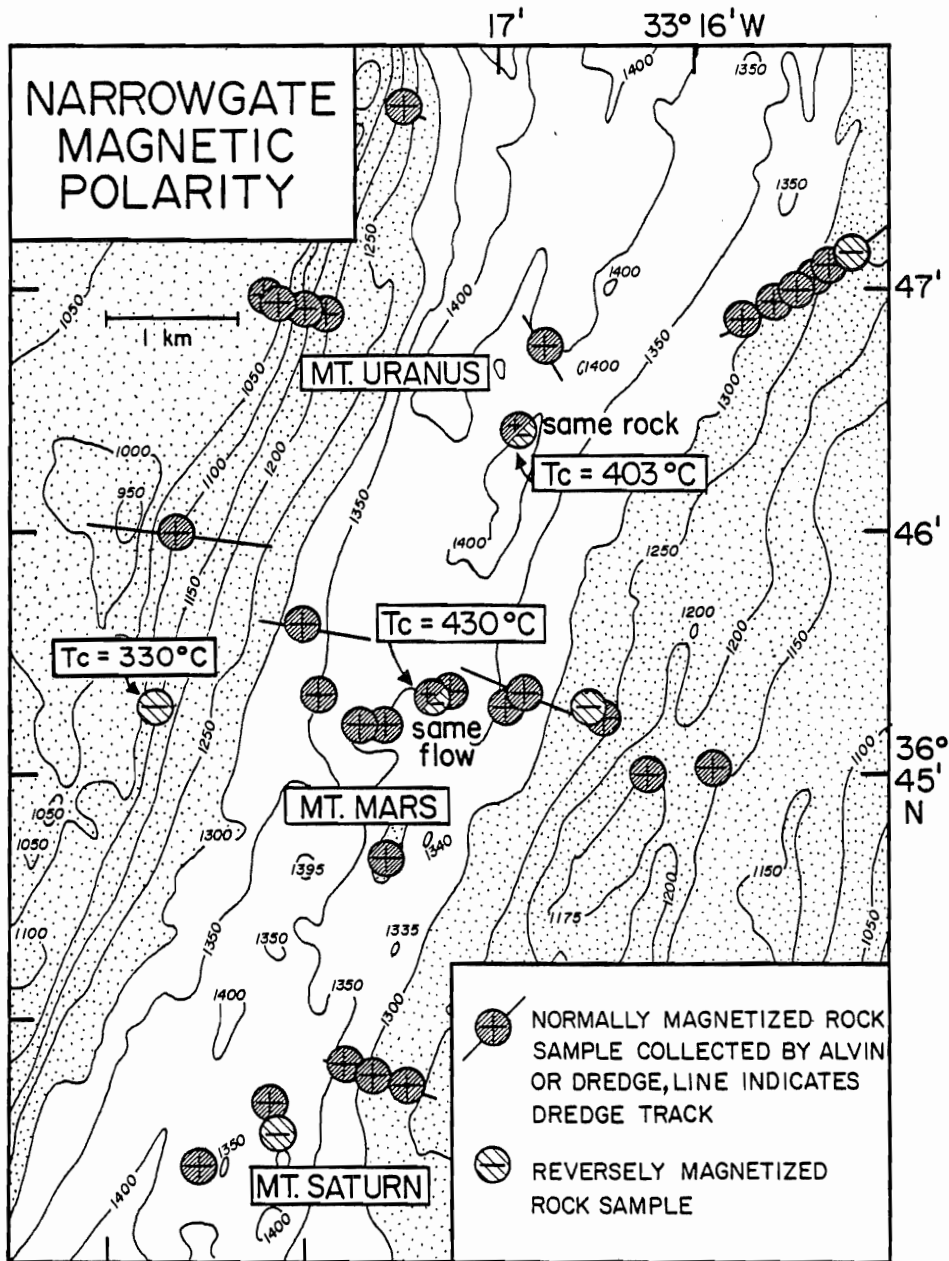 17' 33° 16' W
NARROWGATE
MAGNETIC
POLARITY
1400
1350
1250
1350
1050
1 km
1400
1400
47'
1350
MT. URANUS
1400
1300
1050
same rock
Tc = 403 °C
1000
1100
1200
950
1350
1400
1250
46'
1150
Tc = 430°C
1200
1200
1150
Tc = 330°C
1250
same
flow
1100
36°
45'
N
1050
MT. MARS
1050
1300
1340
1395
1150
1200
1175
1100
1350
1350
1335
1050
1400
1350
1300
NORMALLY MAGNETIZED ROCK
SAMPLE COLLECTED BY ALVIN
OR DREDGE, LINE INDICATES
DREDGE TRACK
1350
REVERSELY MAGNETIZED
ROCK SAMPLE
MT. SATURN
1400
1400